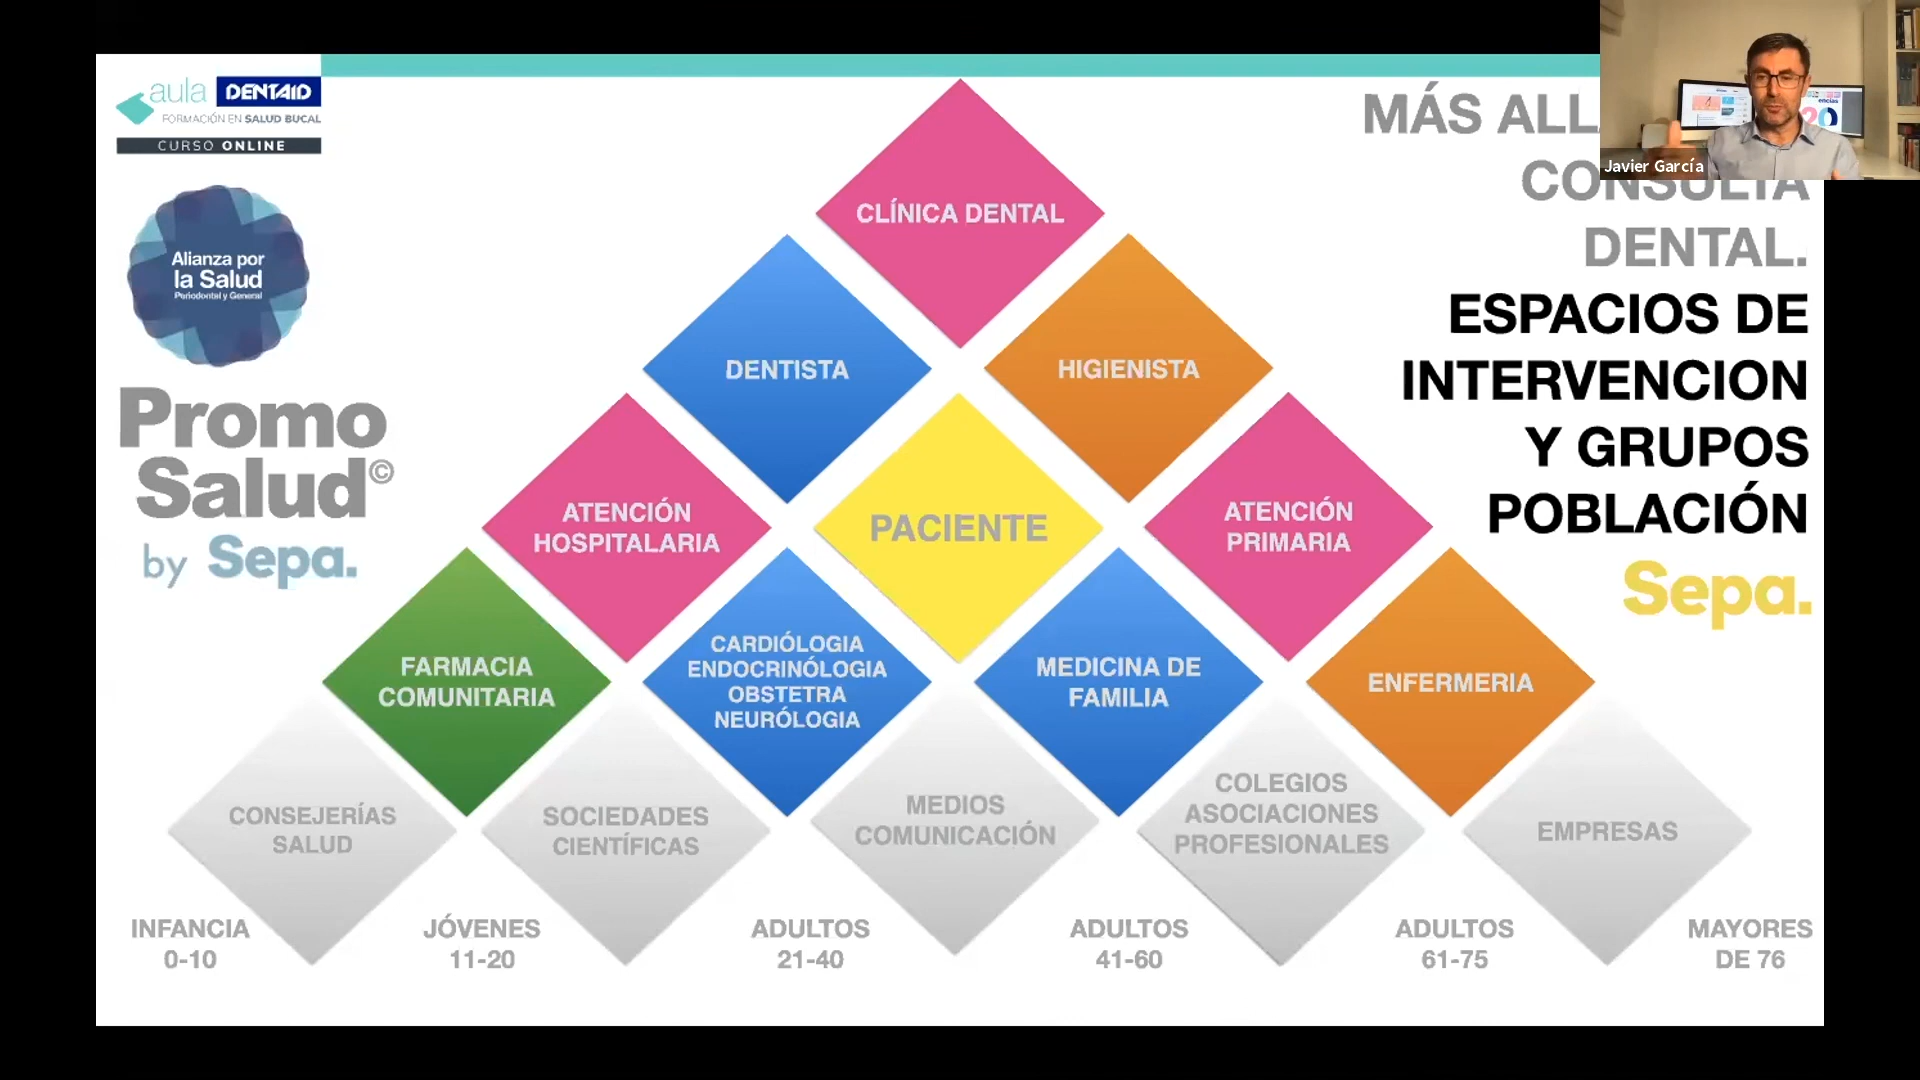 aula DENTAID
FORMACIÓN EN SALUD BUCAL
CURSO ONLINE
Alianza por
la Salud
Periodontal y General
Promo
Salud©
by Sepa.
MÁS
CONSULTA
DENTAL.
ESPACIOS DE
INTERVENCION
Y GRUPOS
POBLACIÓN
Sepa.
Javier García
CLÍNICA DENTAL
DENTISTA
HIGIENISTA
ATENCIÓN
HOSPITALARIA
PACIENTE
ATENCIÓN
PRIMARIA
FARMACIA
COMUNITARIA
CARDIÓLOGIA
ENDOCRINÓLOGIA
OBSTETRA
NEURÓLOGIA
MEDICINA DE
FAMILIA
ENFERMERIA
CONSEJERÍAS
SALUD
SOCIEDADES
CIENTÍFICAS
MEDIOS
COMUNICACIÓN
COLEGIOS
ASOCIACIONES
PROFESIONALES
EMPRESAS
INFANCIA
0-10
JÓVENES
11-20
ADULTOS
21-40
ADULTOS
41-60
ADULTOS
61-75
MAYORES
DE 76